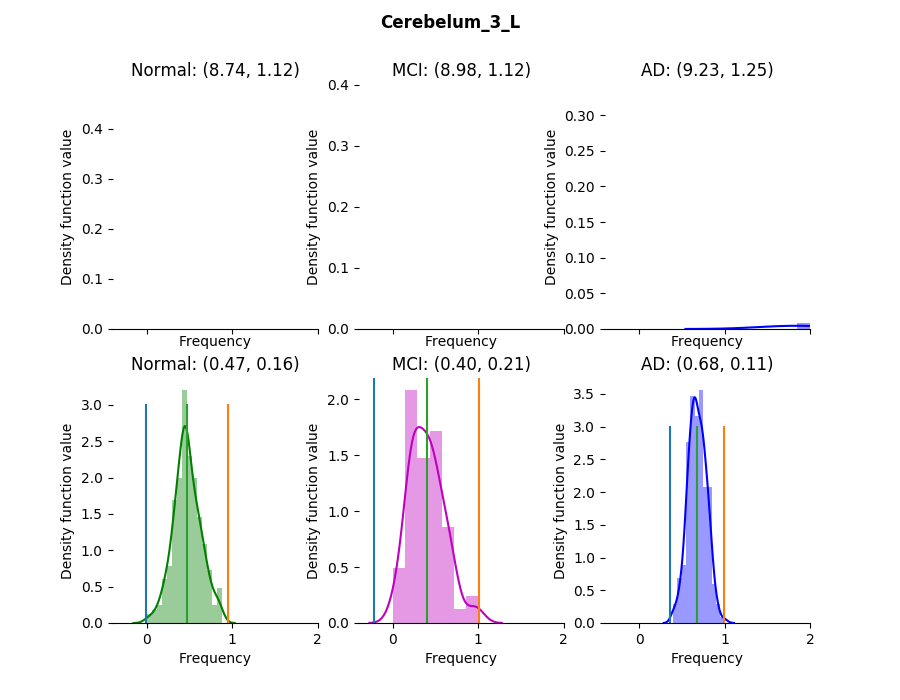 Cerebelum_3_L
Normal: (8.74, 1.12)
MCI: (8.98, 1.12)
AD: (9.23, 1.25)
Density function value
0.4
0.3
0.2
0.1
0.0
Frequency
Density function value
0.4
0.3
0.2
0.1
0.0
Frequency
Density function value
0.30
0.25
0.20
0.15
0.10
0.05
0.00
Frequency
Normal: (0.47, 0.16)
MCI: (0.40, 0.21)
AD: (0.68, 0.11)
Density function value
3.0
2.5
2.0
1.5
1.0
0.5
0.0
0 1 2
Frequency
Density function value
2.0
1.5
1.0
0.5
0.0
0 1 2
Frequency
Density function value
3.5
3.0
2.5
2.0
1.5
1.0
0.5
0.0
0 1 2
Frequency